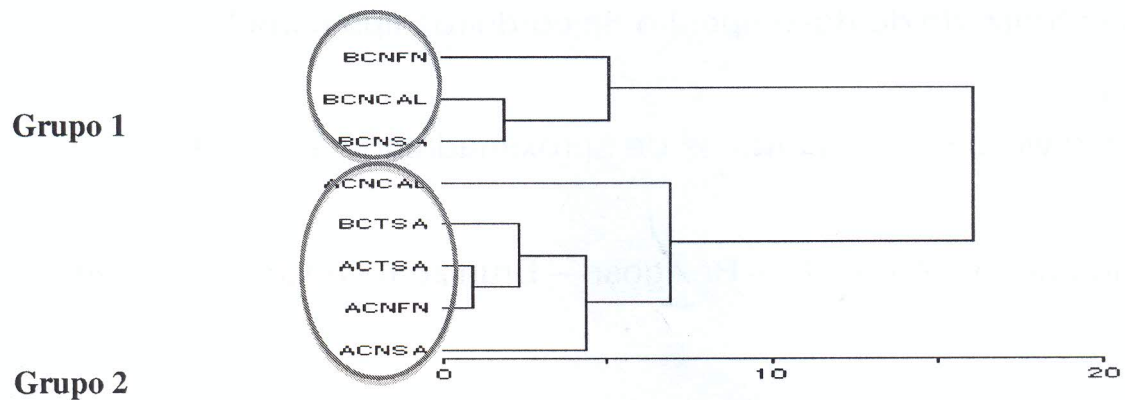 BCNFN
BCNCAL
Grupo 1
BCNSA
ACNCAL
BCTSA
ACTSA
ACNFN
ACNSA
0 10 20
Grupo 2